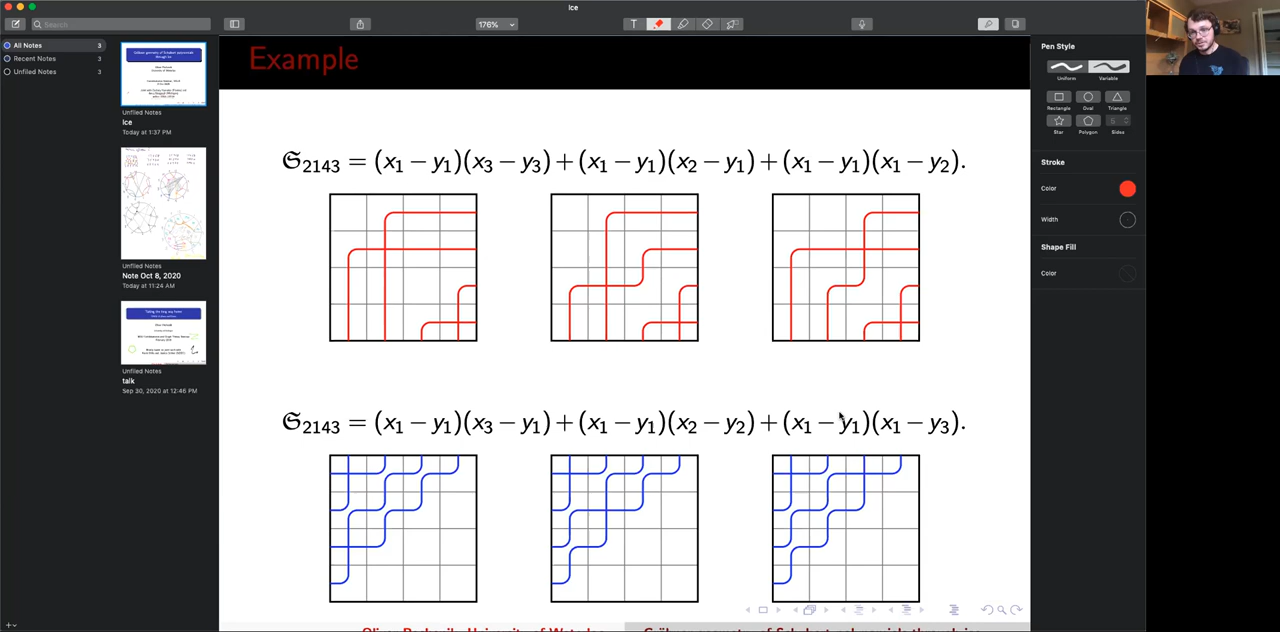 Ice
Search
176%
T
All Notes 3
Recent Notes 3
Unfiled Notes 3
Unfiled Notes
Ice
Today at 1:37 PM
Unfiled Notes
Note Oct 8, 2020
Today at 11:24 AM
Unfiled Notes
talk
Sep 30, 2020 at 12:46 PM
Example
𝔖₂₁₄₃ = (x₁ − y₁)(x₃ − y₃) + (x₁ − y₁)(x₂ − y₁) + (x₁ − y₁)(x₁ − y₂).
𝔖₂₁₄₃ = (x₁ − y₁)(x₃ − y₁) + (x₁ − y₁)(x₂ − y₂) + (x₁ − y₁)(x₁ − y₃).
Pen Style
Uniform Variable
Rectangle Oval Triangle
Star Polygon Sides
Stroke
Color
Width
Shape Fill
Color